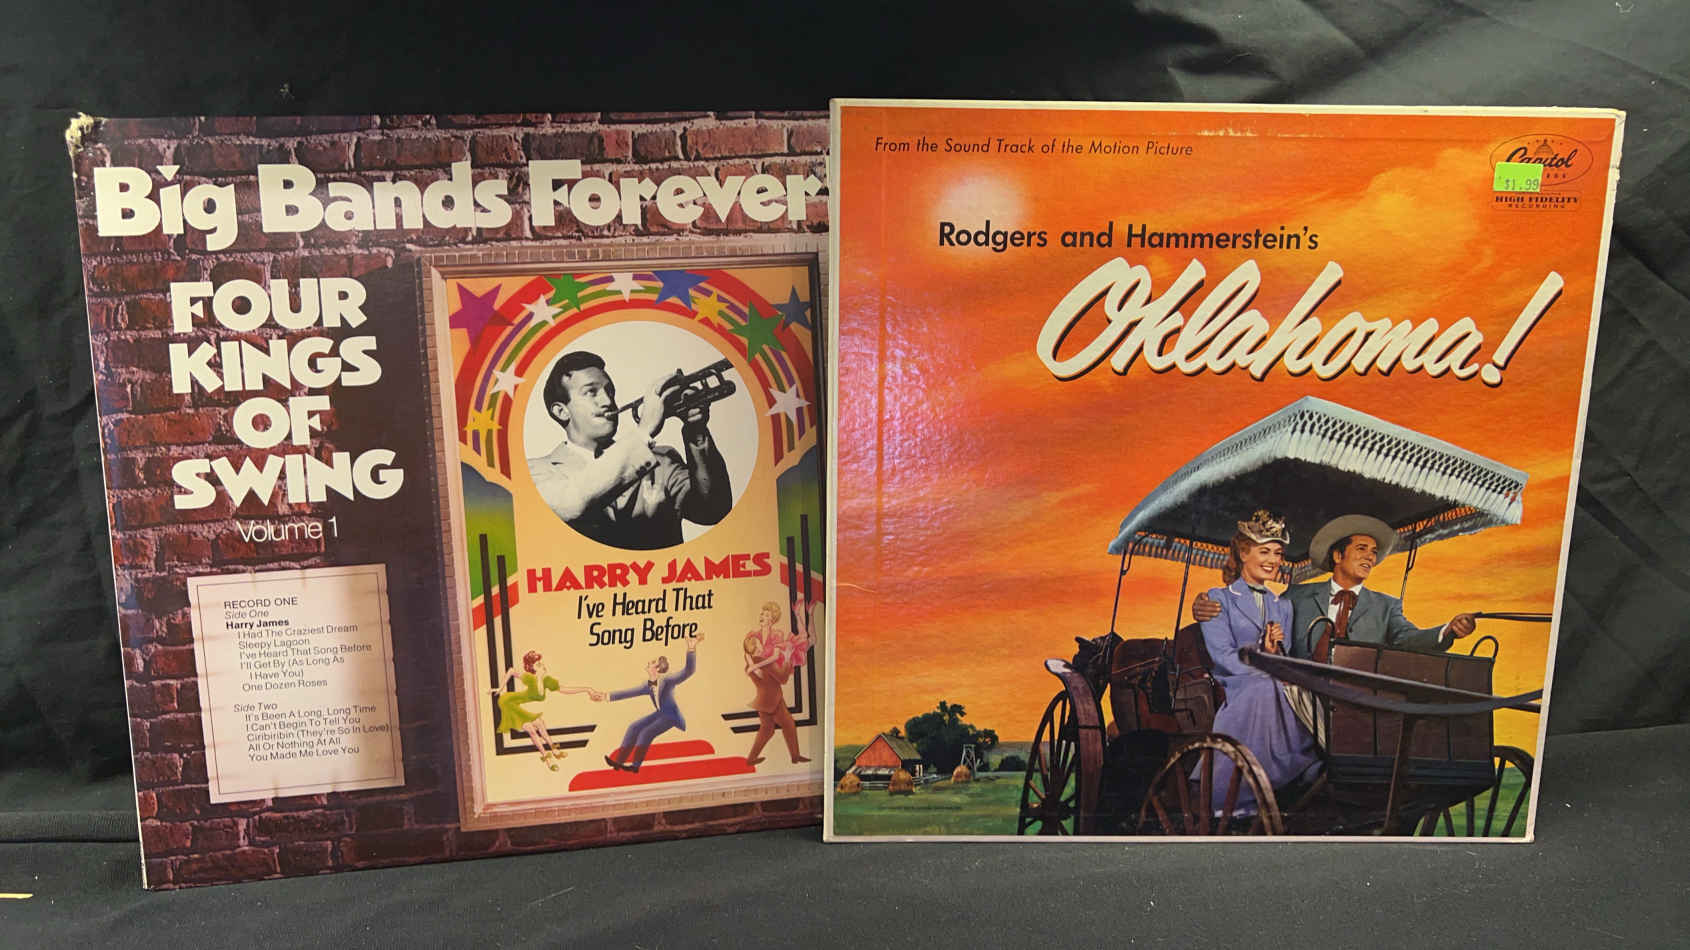 Big Bands Forever
FOUR
KINGS
OF
SWING
Volume 1
RECORD ONE
Side One
Harry James
I Had The Craziest Dream
Sleepy Lagoon
I've Heard That Song Before
I'll Get By (As Long As
I Have You)
One Dozen Roses
Side Two
It's Been A Long, Long Time
I Can't Begin To Tell You
Ciribiribin (They're So In Love)
All Or Nothing At All
You Made Me Love You
HARRY JAMES
I've Heard That
Song Before
From the Sound Track of the Motion Picture
Capitol
$1.99
HIGH FIDELITY
RECORDING
Rodgers and Hammerstein's
Oklahoma!